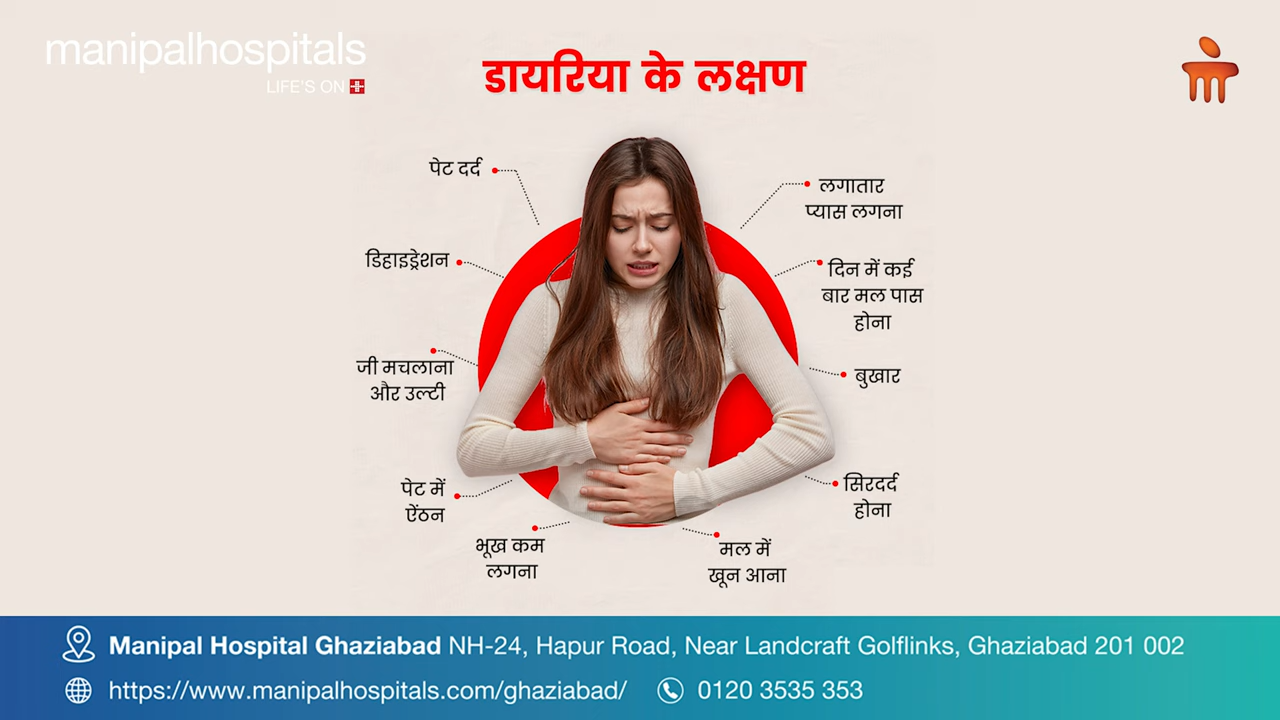 manipalhospitals
LIFE'S ON
डायरिया के लक्षण
पेट दर्द
डिहाइड्रेशन
जी मचलाना
और उल्टी
पेट में
ऐंठन
भूख कम
लगना
लगातार
प्यास लगना
दिन में कई
बार मल पास
होना
बुखार
सिरदर्द
होना
मल में
खून आना
Manipal Hospital Ghaziabad NH-24, Hapur Road, Near Landcraft Golflinks, Ghaziabad 201 002
https://www.manipalhospitals.com/ghaziabad/ 0120 3535 353